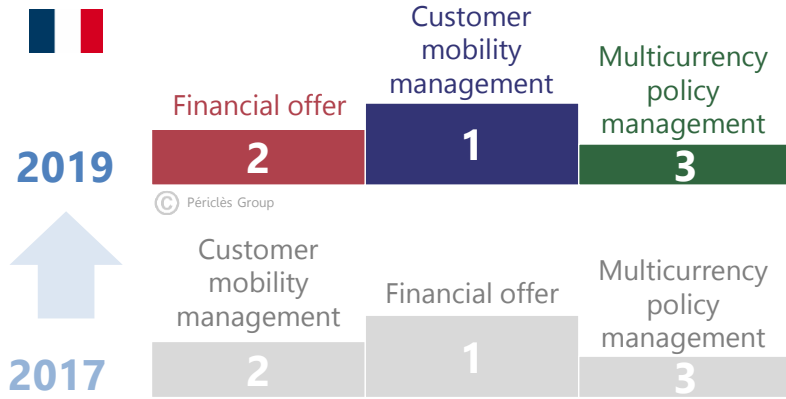 Customer
mobility
management
Financial offer
Multicurrency
policy
management
2019
2
1
3
© Périclès Group
Customer
mobility
management
Financial offer
Multicurrency
policy
management
2017
2
1
3